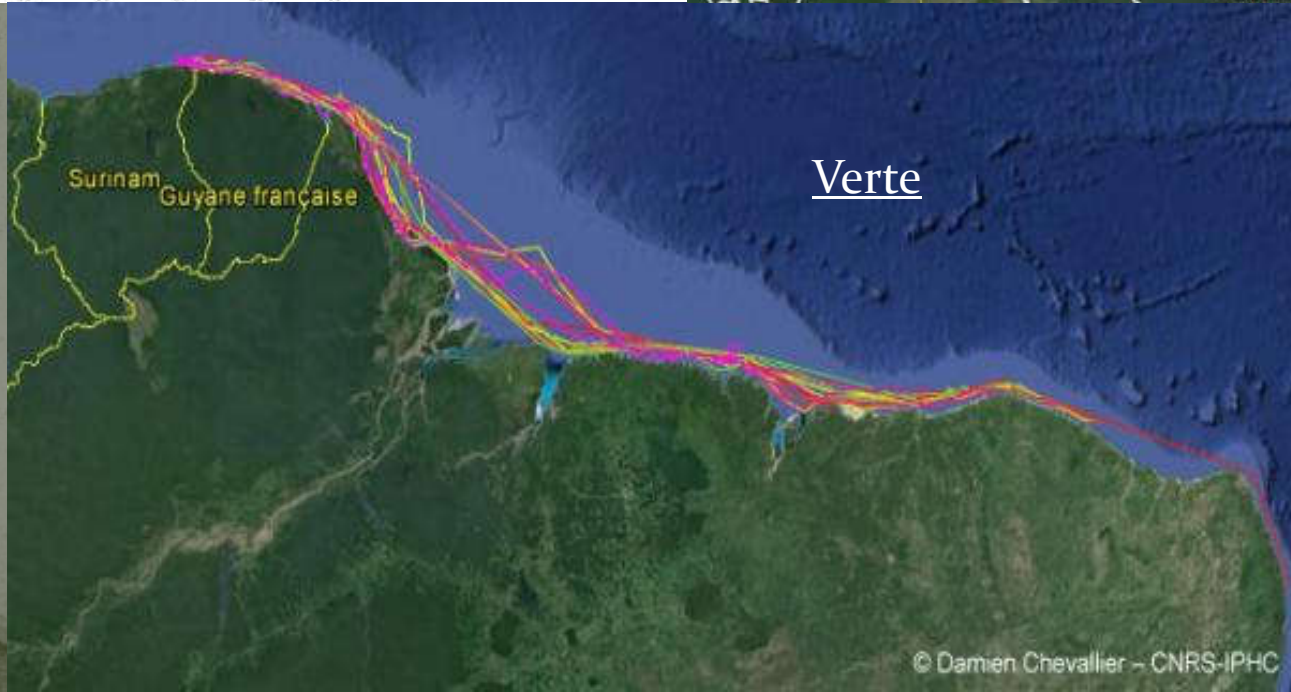 Verte
Surinam
Guyane française
© Damien Chevallier – CNRS-IPHC